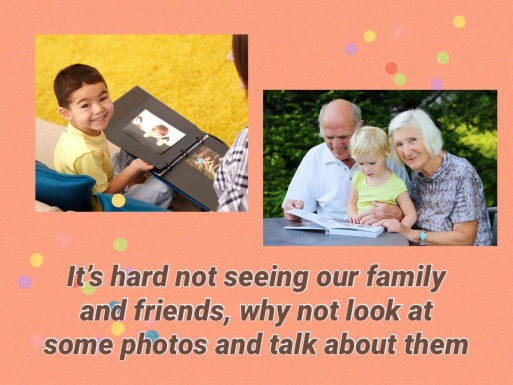 It's hard not seeing our family
and friends, why not look at
some photos and talk about them